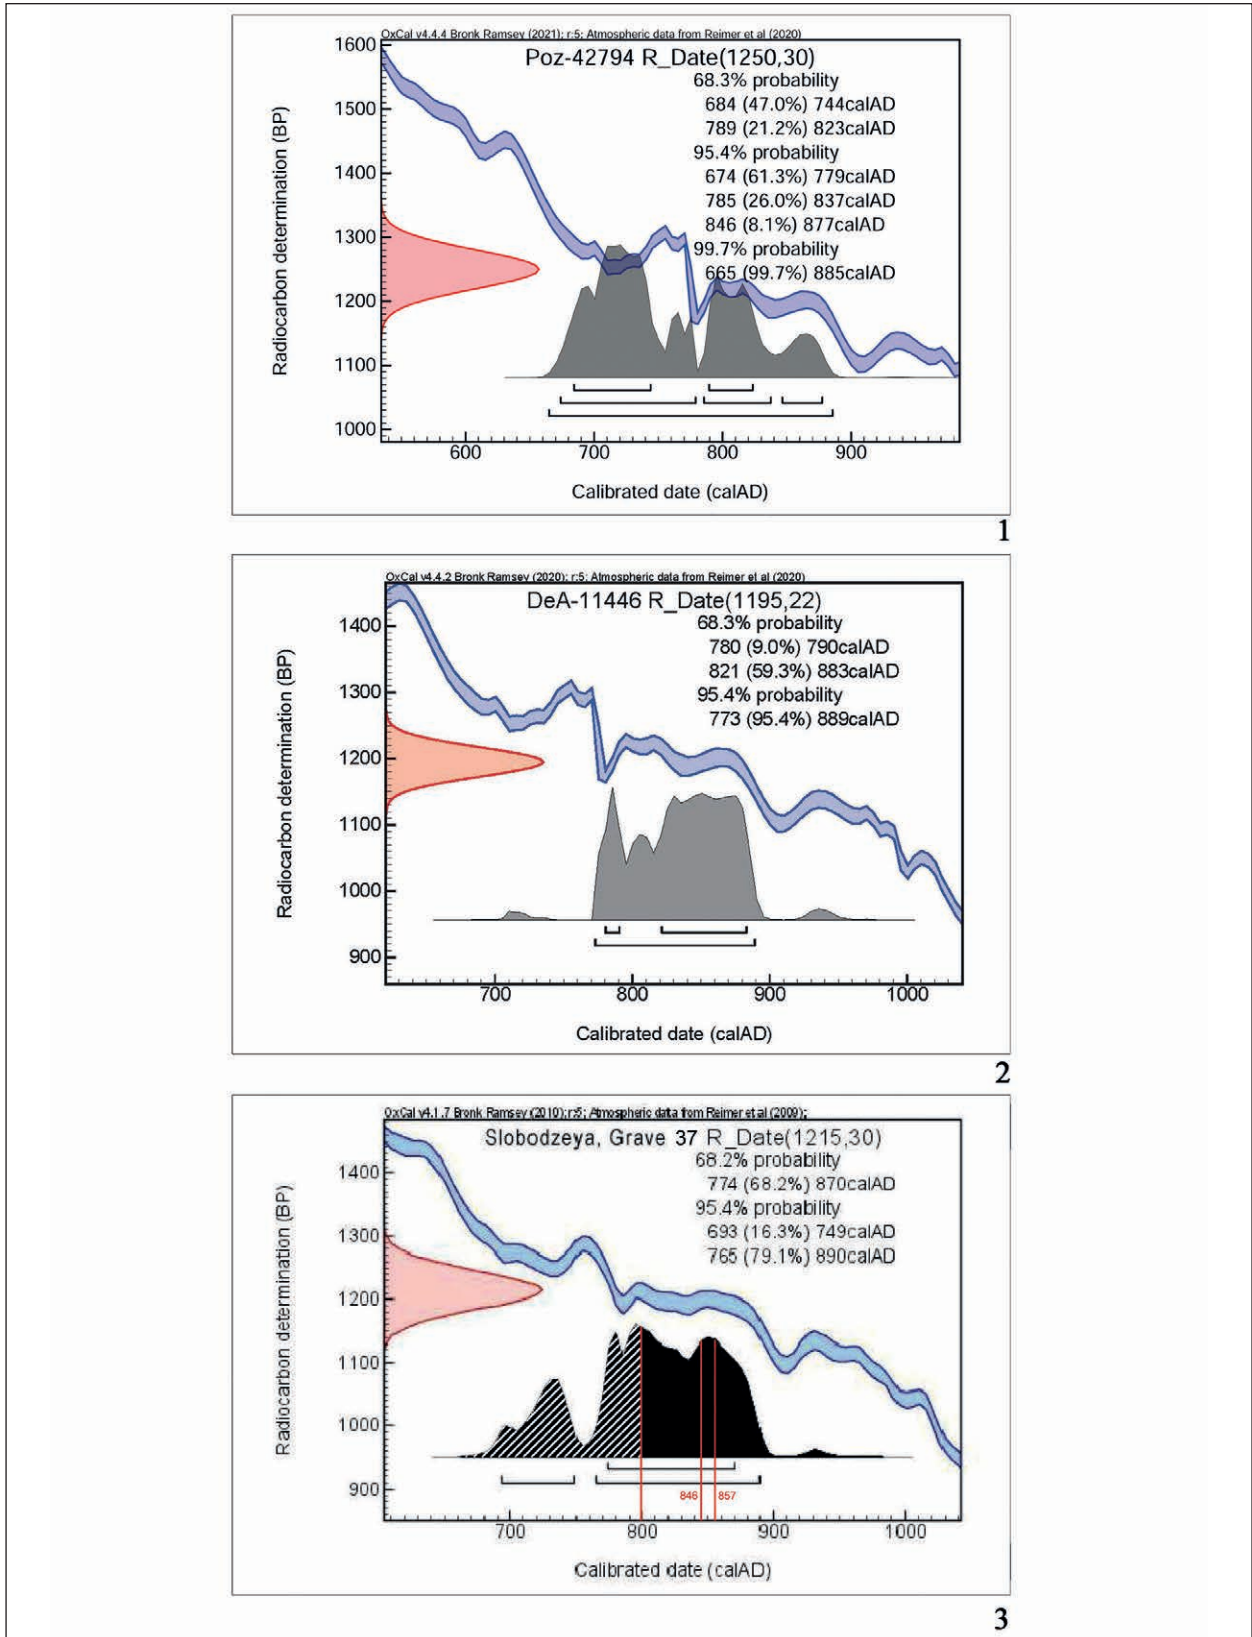 OxCal v4.4.4 Bronk Ramsey (2021); r:5; Atmospheric data from Reimer et al (2020)
Poz-42794 R_Date(1250,30)
68.3% probability
684 (47.0%) 744calAD
789 (21.2%) 823calAD
95.4% probability
674 (61.3%) 779calAD
785 (26.0%) 837calAD
846 (8.1%) 877calAD
99.7% probability
665 (99.7%) 885calAD
Radiocarbon determination (BP)
1600
1500
1400
1300
1200
1100
1000
600 700 800 900
Calibrated date (calAD)
1
OxCal v4.4.2 Bronk Ramsey (2020); r:5; Atmospheric data from Reimer et al (2020)
DeA-11446 R_Date(1195,22)
68.3% probability
780 (9.0%) 790calAD
821 (59.3%) 883calAD
95.4% probability
773 (95.4%) 889calAD
Radiocarbon determination (BP)
1400
1300
1200
1100
1000
900
700 800 900 1000
Calibrated date (calAD)
2
OxCal v4.1.7 Bronk Ramsey (2010); r:5; Atmospheric data from Reimer et al (2009);
Slobodzeya, Grave 37 R_Date(1215,30)
68.2% probability
774 (68.2%) 870calAD
95.4% probability
693 (16.3%) 749calAD
765 (79.1%) 890calAD
Radiocarbon determination (BP)
1400
1300
1200
1100
1000
900
846 857
700 800 900 1000
Calibrated date (calAD)
3